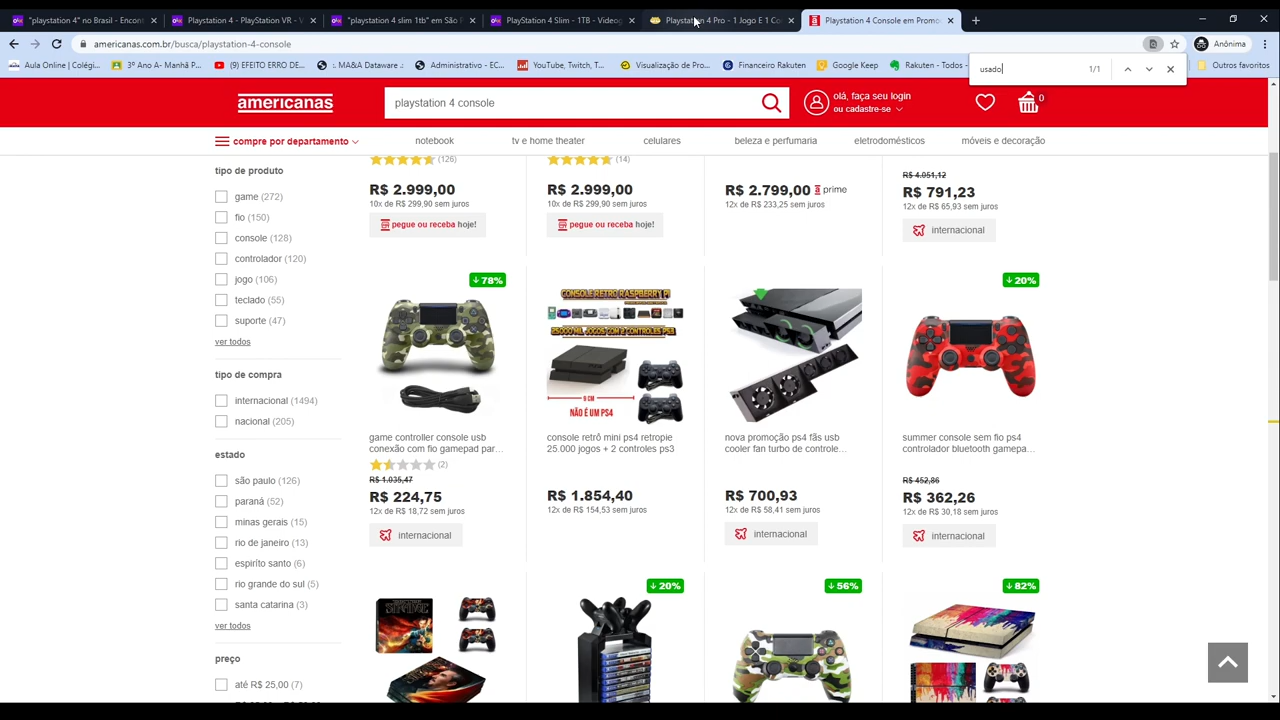 "playstation 4" no Brasil - Encont
PlayStation 4 - PlayStation VR - V
"playstation 4 slim 1tb" em São P
PlayStation 4 Slim - 1TB - Videog
Playstation 4 Pro - 1 Jogo E 1 Co
Playstation 4 Console em Promo
americanas.com.br/busca/playstation-4-console
Anônima
Aula Online | Colégi...
3º Ano A- Manhã P...
(9) EFEITO ERRO DE...
:. MA&A Dataware :.
Administrativo - EC...
YouTube, Twitch, T...
Visualização de Pro...
Financeiro Rakuten
Google Keep
Rakuten - Todos -
Outros favoritos
usado
1/1
americanas
playstation 4 console
olá, faça seu login
ou cadastre-se
0
compre por departamento
notebook
tv e home theater
celulares
beleza e perfumaria
eletrodomésticos
móveis e decoração
tipo de produto
game (272)
fio (150)
console (128)
controlador (120)
jogo (106)
teclado (55)
suporte (47)
ver todos
tipo de compra
internacional (1494)
nacional (205)
estado
são paulo (126)
paraná (52)
minas gerais (15)
rio de janeiro (13)
espírito santo (6)
rio grande do sul (5)
santa catarina (3)
ver todos
preço
até R$ 25,00 (7)
(126)
R$ 2.999,00
10x de R$ 299,90 sem juros
pegue ou receba hoje!
(14)
R$ 2.999,00
10x de R$ 299,90 sem juros
pegue ou receba hoje!
R$ 2.799,00 prime
12x de R$ 233,25 sem juros
R$ 4.051,12
R$ 791,23
12x de R$ 65,93 sem juros
internacional
78%
game controller console usb
conexão com fio gamepad par...
(2)
R$ 1.035,47
R$ 224,75
12x de R$ 18,72 sem juros
internacional
CONSOLE RETRO RASPBERRY PI
25000 MIL JOGOS COM 2 CONTROLES PS3
9 CM
NÃO É UM PS4
console retrô mini ps4 retropie
25.000 jogos + 2 controles ps3
R$ 1.854,40
12x de R$ 154,53 sem juros
nova promoção ps4 fãs usb
cooler fan turbo de controle...
R$ 700,93
12x de R$ 58,41 sem juros
internacional
20%
summer console sem fio ps4
controlador bluetooth gamepa...
R$ 452,86
R$ 362,26
12x de R$ 30,18 sem juros
internacional
STRANGE
20%
56%
82%